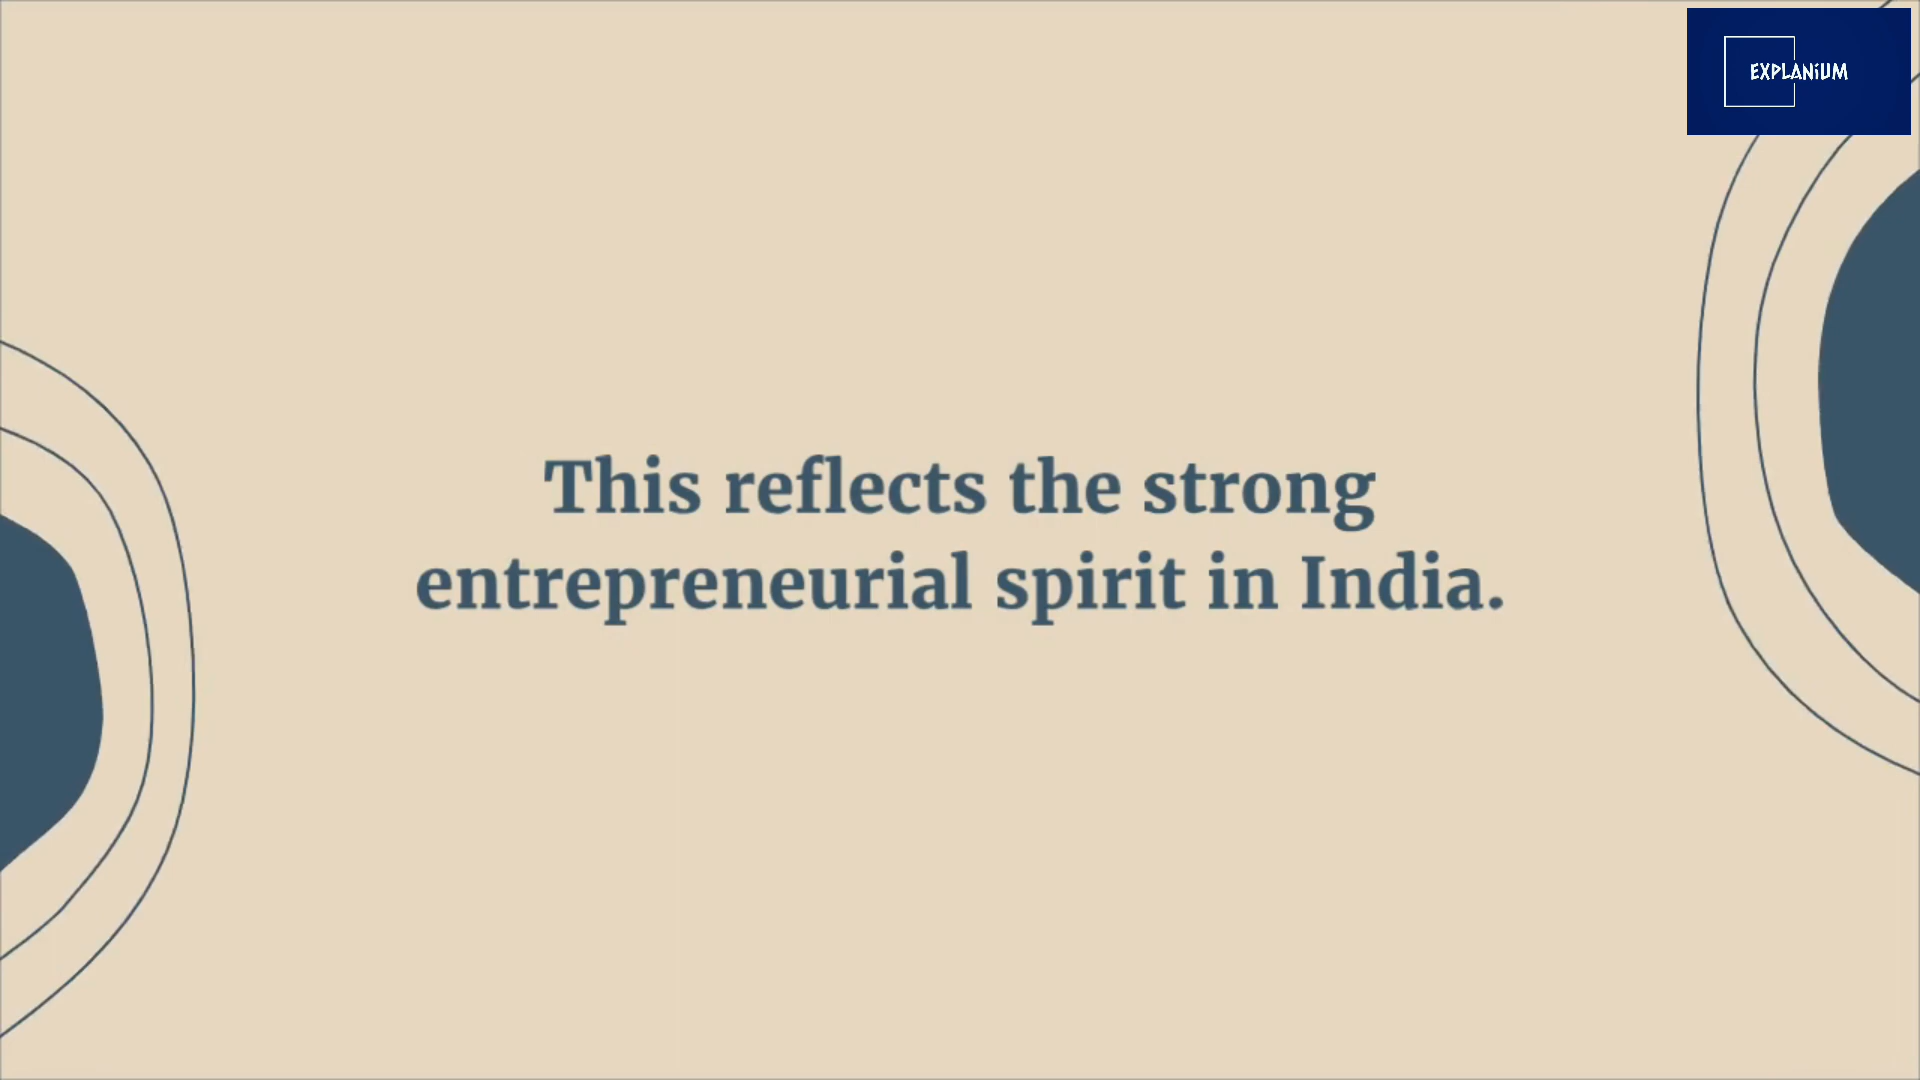 EXPLANiUM
This reflects the strong
entrepreneurial spirit in India.